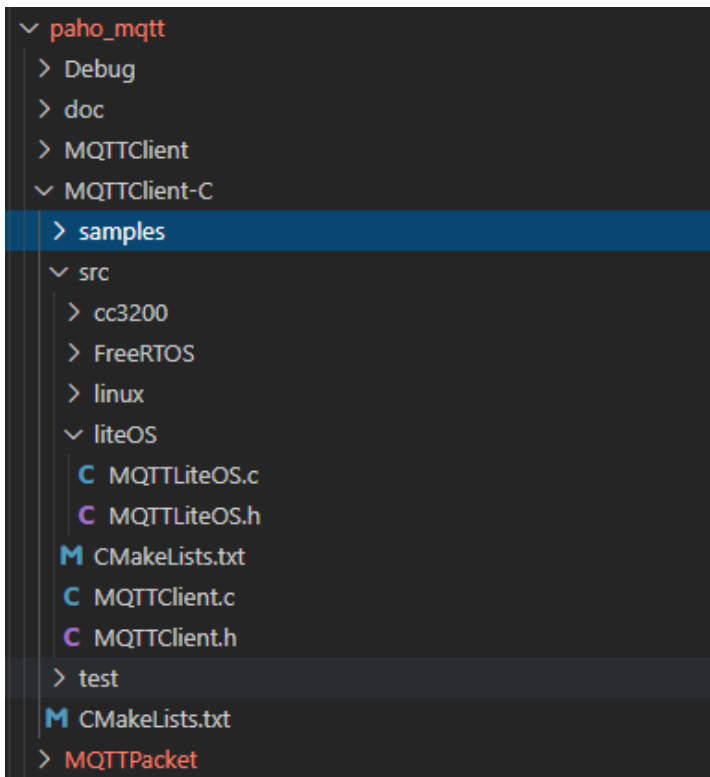 paho_mqtt
Debug
doc
MQTTClient
MQTTClient-C
samples
src
cc3200
FreeRTOS
linux
liteOS
C MQTTLiteOS.c
C MQTTLiteOS.h
M CMakeLists.txt
C MQTTClient.c
C MQTTClient.h
test
M CMakeLists.txt
MQTTPacket